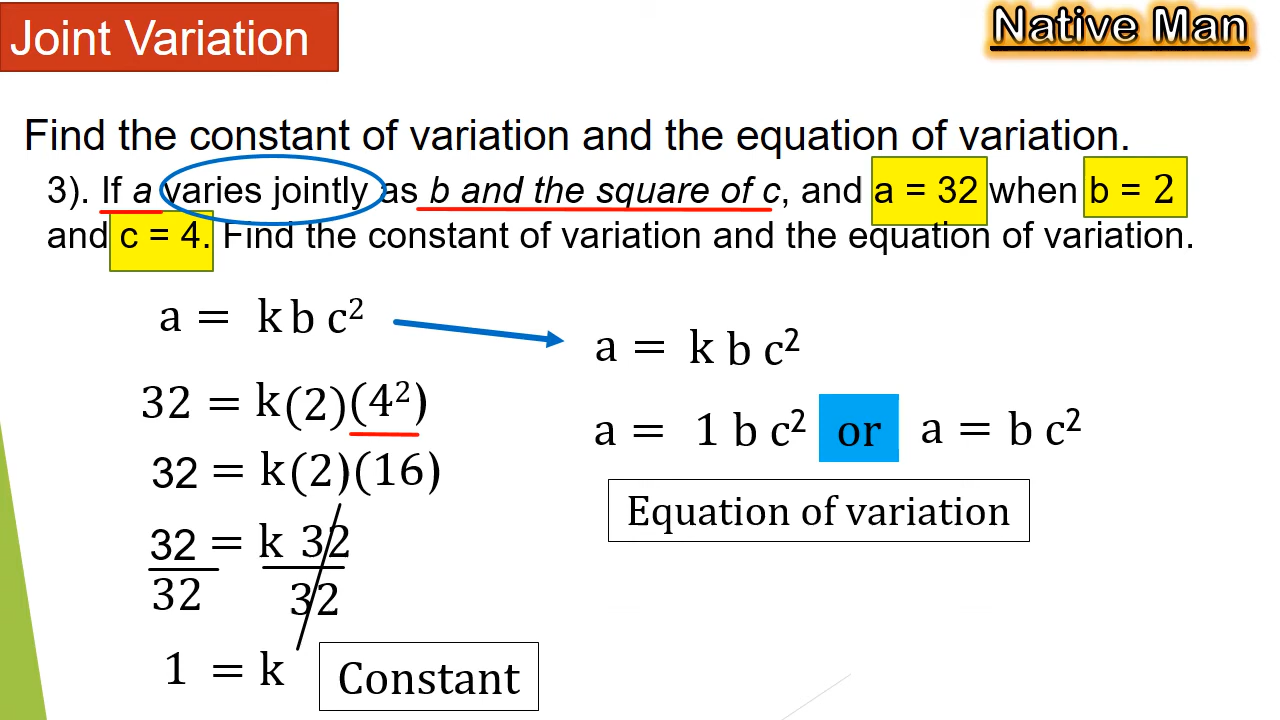 Joint Variation
Native Man
Find the constant of variation and the equation of variation.
3). If a varies jointly as b and the square of c, and a = 32 when b = 2
and c = 4. Find the constant of variation and the equation of variation.
a = k b c²
32 = k (2)(4²)
32 = k (2)(16)
32 = k 32
32 32
1 = k
Constant
a = k b c²
a = 1 b c² or a = b c²
Equation of variation